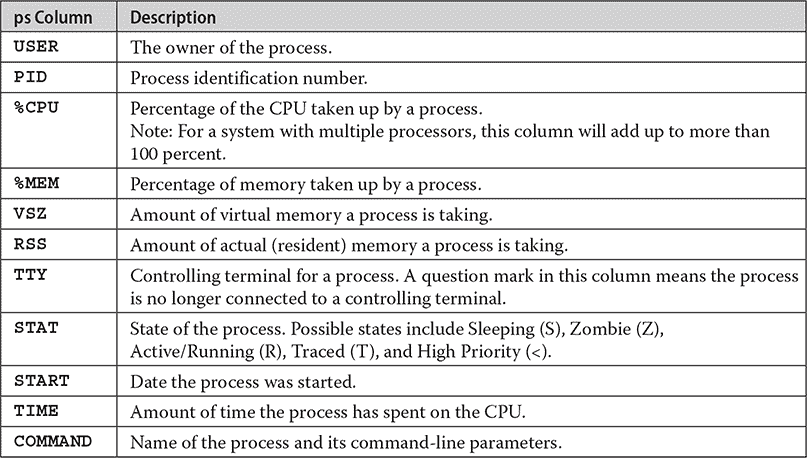 ps Column Description
USER The owner of the process.
PID Process identification number.
%CPU Percentage of the CPU taken up by a process.
Note: For a system with multiple processors, this column will add up to more than
100 percent.
%MEM Percentage of memory taken up by a process.
VSZ Amount of virtual memory a process is taking.
RSS Amount of actual (resident) memory a process is taking.
TTY Controlling terminal for a process. A question mark in this column means the process
is no longer connected to a controlling terminal.
STAT State of the process. Possible states include Sleeping (S), Zombie (Z),
Active/Running (R), Traced (T), and High Priority (<).
START Date the process was started.
TIME Amount of time the process has spent on the CPU.
COMMAND Name of the process and its command-line parameters.